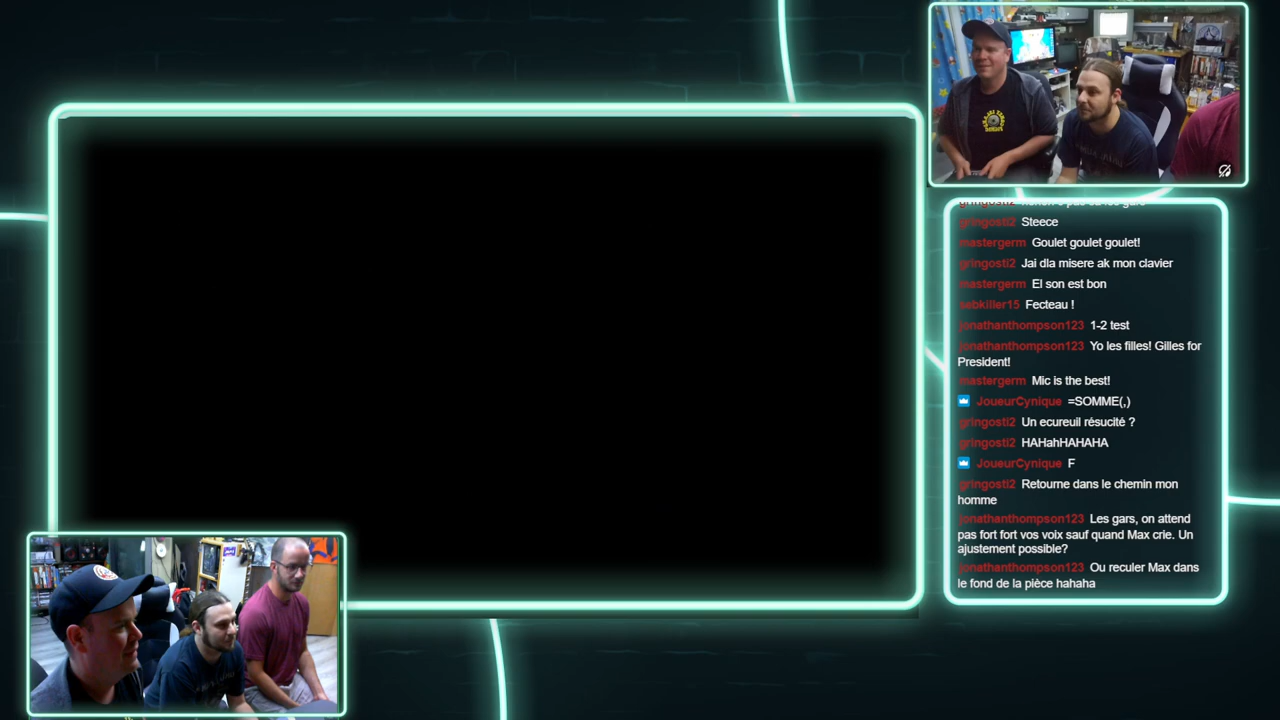 gringosti2 Steece
mastergerm Goulet goulet goulet!
gringosti2 Jai dla misere ak mon clavier
mastergerm El son est bon
sebkiller15 Fecteau !
jonathanthompson123 1-2 test
jonathanthompson123 Yo les filles! Gilles for
President!
mastergerm Mic is the best!
JoueurCynique =SOMME(,)
gringosti2 Un ecureuil résucité ?
gringosti2 HAHahHAHAHA
JoueurCynique F
gringosti2 Retourne dans le chemin mon
homme
jonathanthompson123 Les gars, on attend
pas fort fort vos voix sauf quand Max crie. Un
ajustement possible?
jonathanthompson123 Ou reculer Max dans
le fond de la pièce hahaha